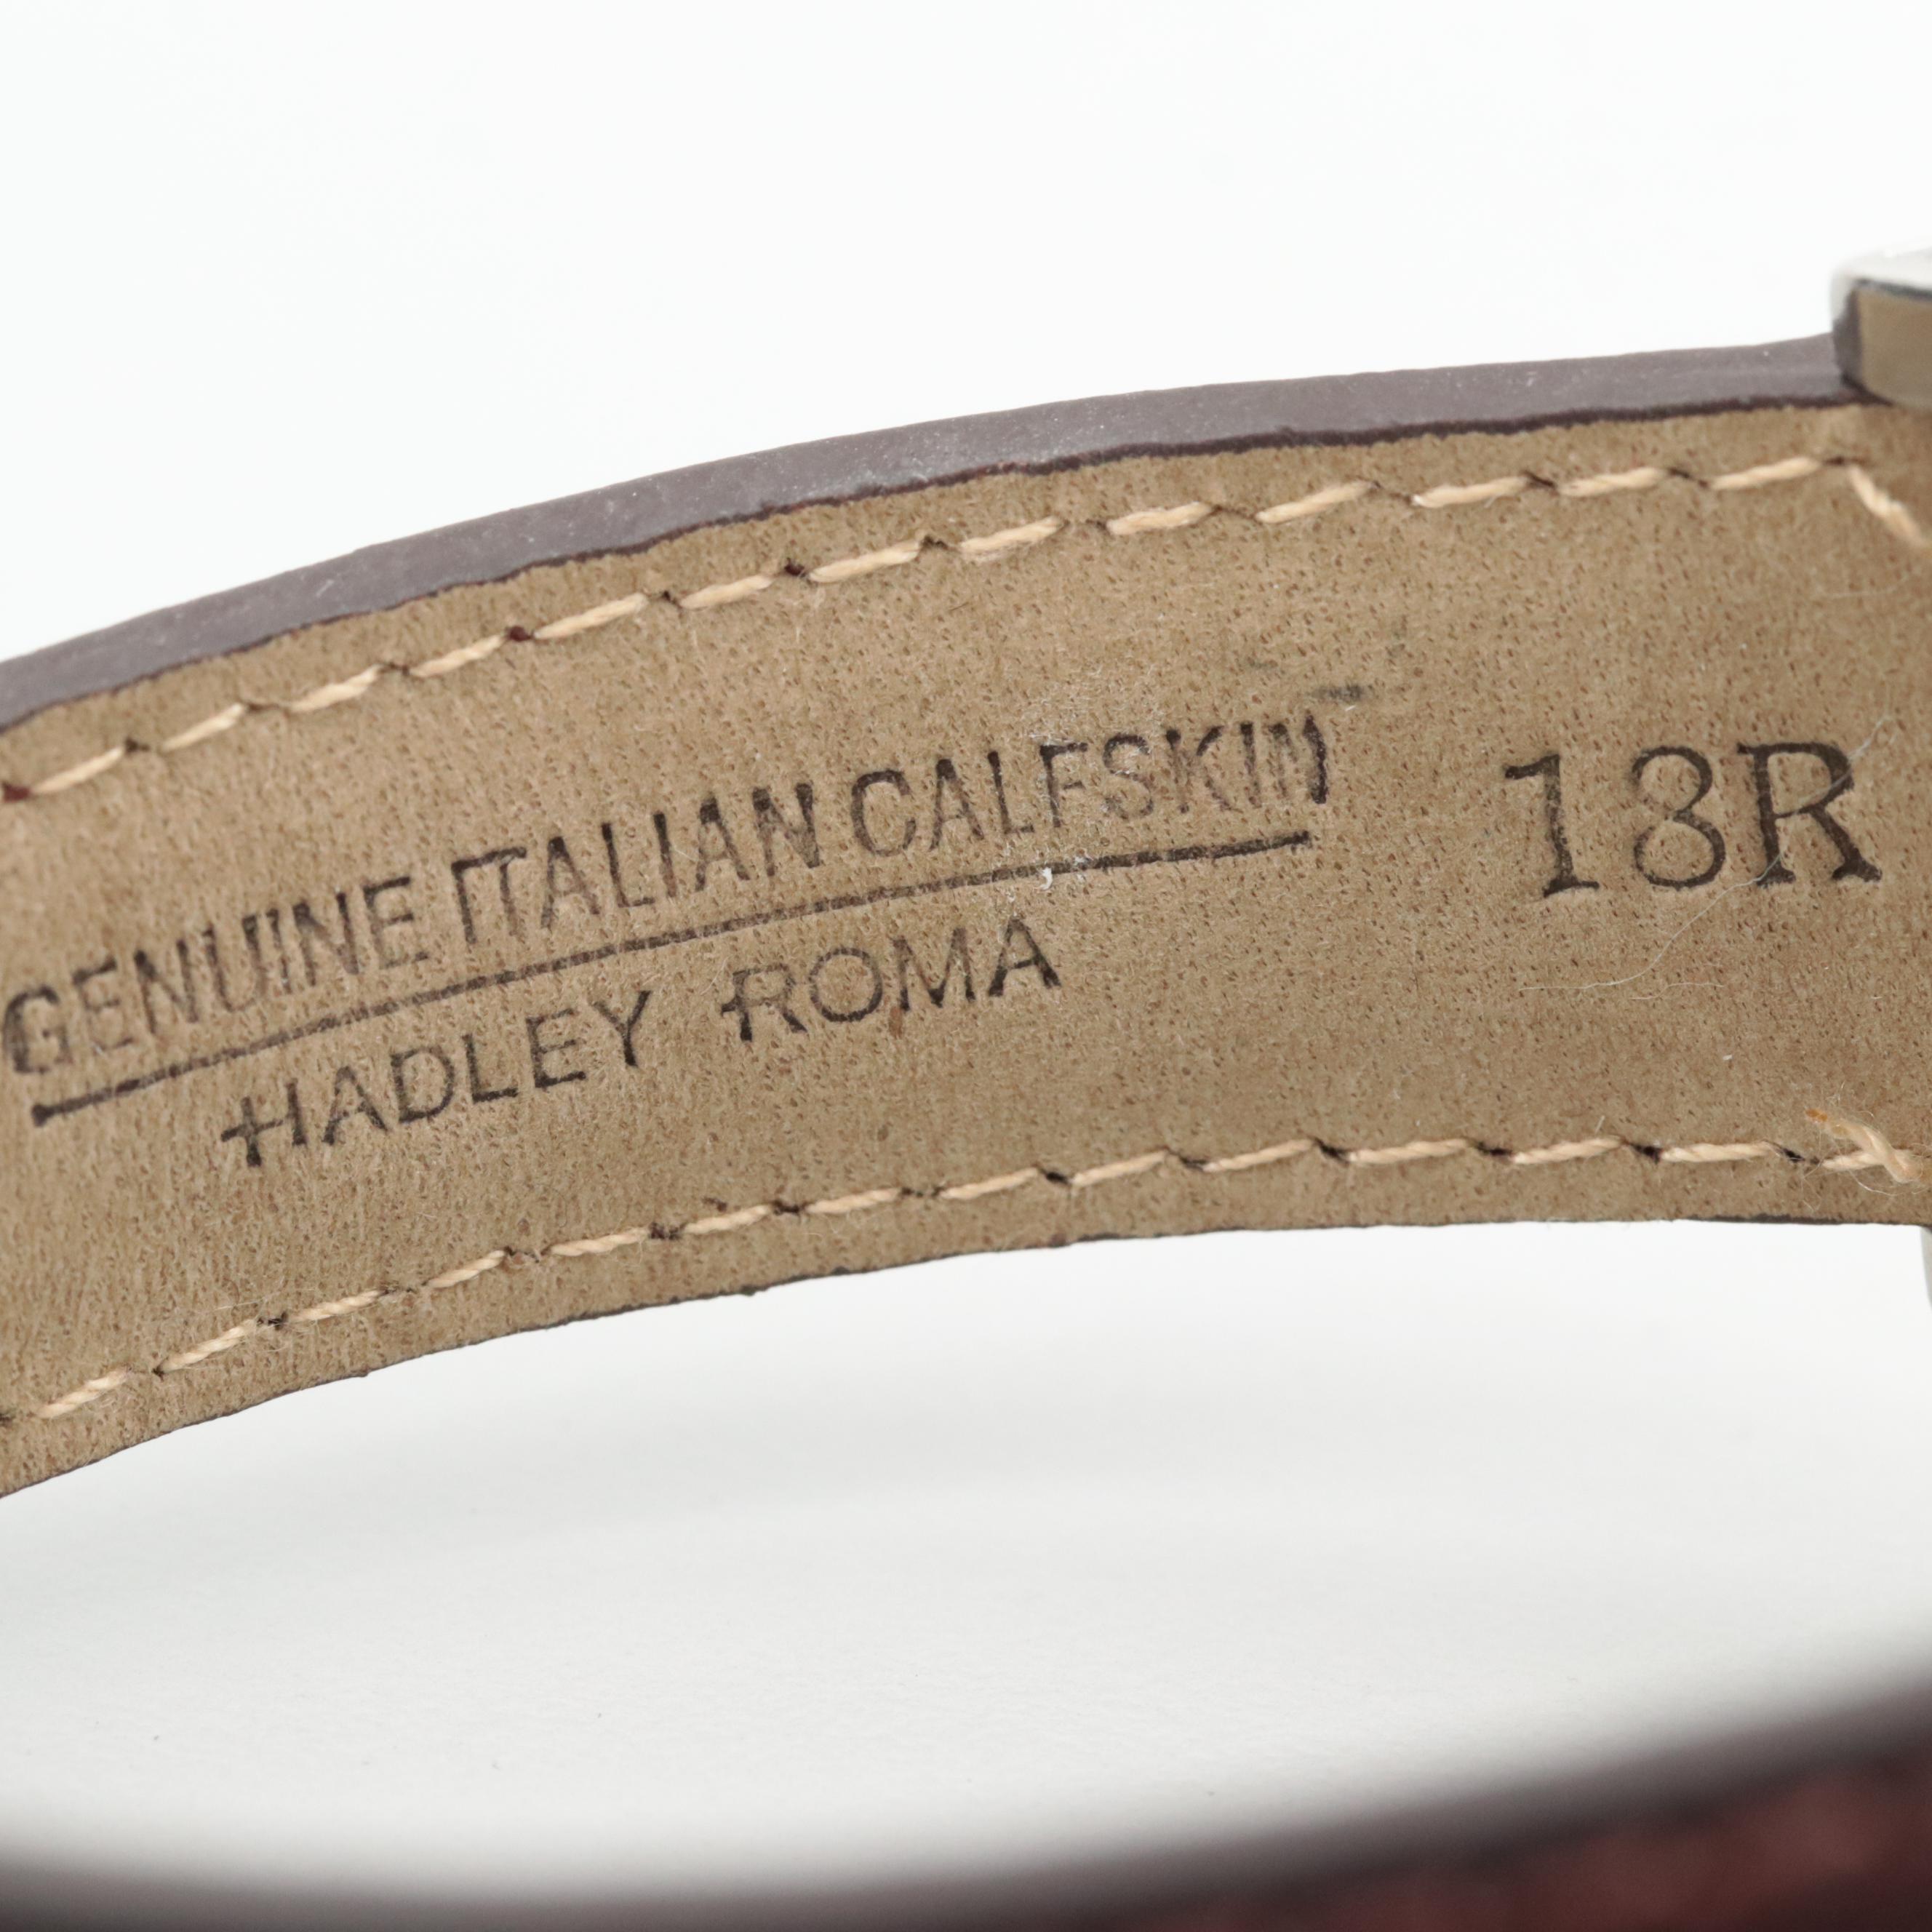 GENUINE ITALIAN CALFSKIN
HADLEY ROMA
18R